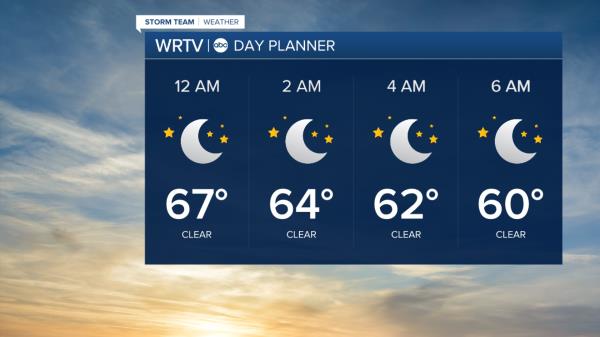 STORM TEAM | WEATHER
WRTV | abc DAY PLANNER
12 AM 2 AM 4 AM 6 AM
67° 64° 62° 60°
CLEAR CLEAR CLEAR CLEAR